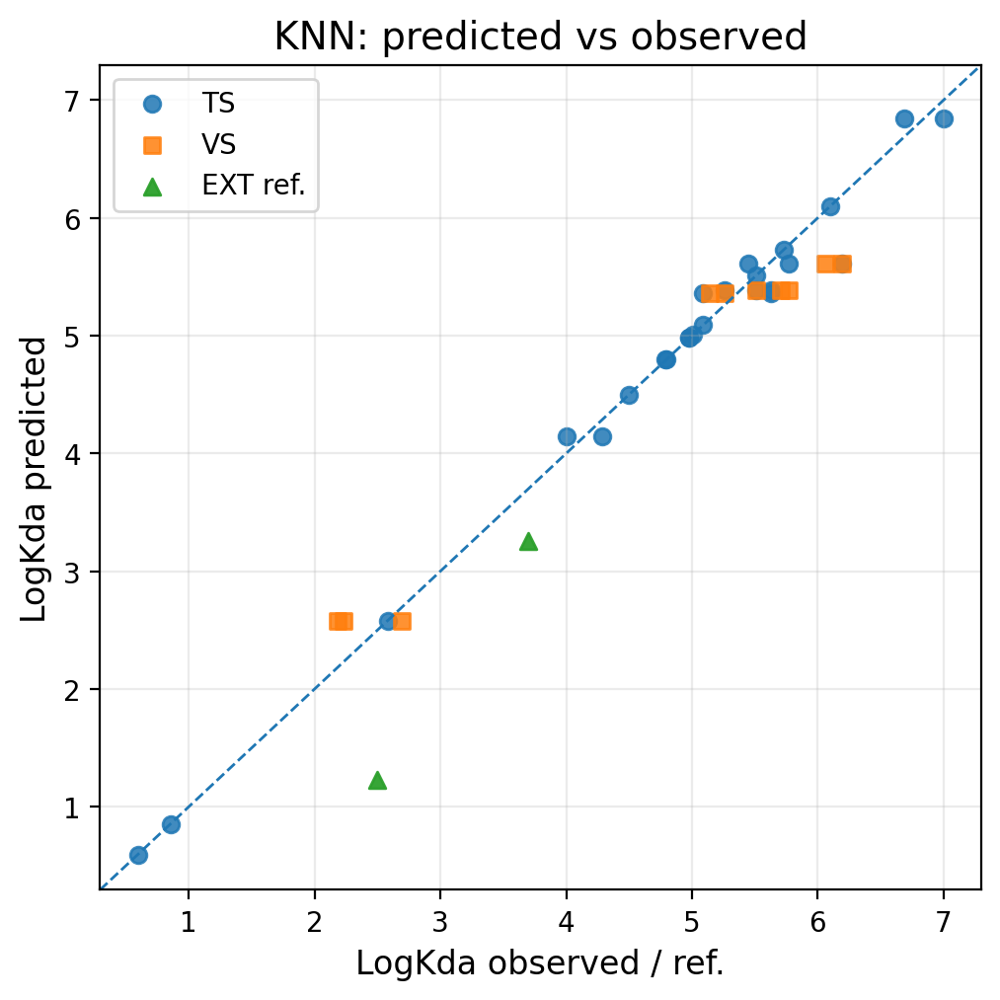 KNN: predicted vs observed
TS
VS
EXT ref.
7
6
5
4
3
2
1
LogKda predicted
1 2 3 4 5 6 7
LogKda observed / ref.